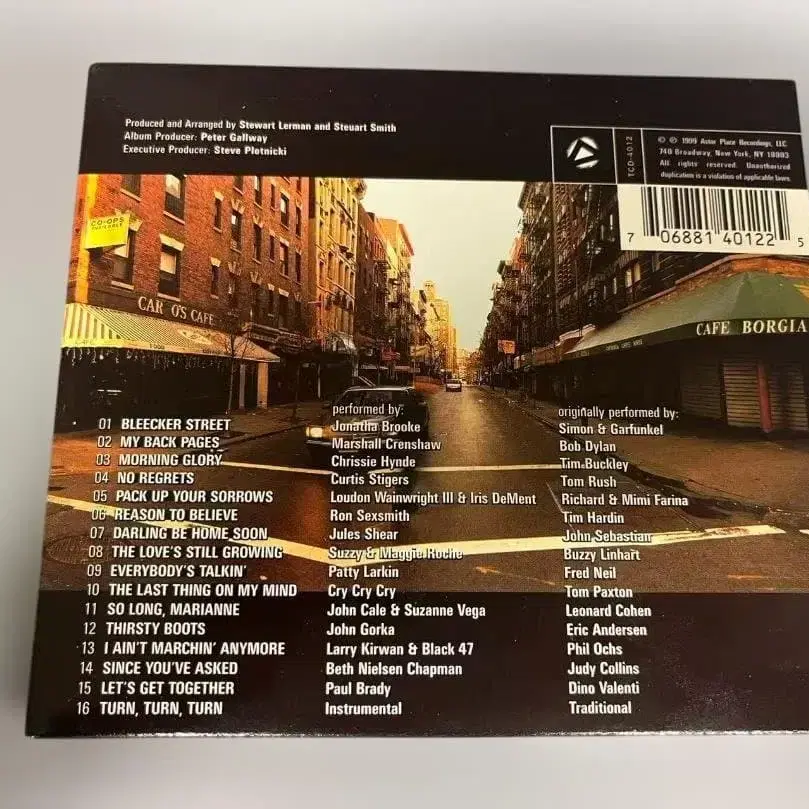 Produced and Arranged by Stewart Lerman and Steuart Smith
Album Producer: Peter Gallway
Executive Producer: Steve Plotnicki
TCD-4012
℗ © 1999 Astor Place Recordings, LLC
740 Broadway, New York, NY 10003
All rights reserved. Unauthorized
duplication is a violation of applicable laws.
7 06881 40122 5
CO-OPS
AVAILABLE
CAR O'S CAFE
CAFE BORGIA
performed by: originally performed by:
01 BLEECKER STREET Jonatha Brooke Simon & Garfunkel
02 MY BACK PAGES Marshall Crenshaw Bob Dylan
03 MORNING GLORY Chrissie Hynde Tim Buckley
04 NO REGRETS Curtis Stigers Tom Rush
05 PACK UP YOUR SORROWS Loudon Wainwright III & Iris DeMent Richard & Mimi Farina
06 REASON TO BELIEVE Ron Sexsmith Tim Hardin
07 DARLING BE HOME SOON Jules Shear John Sebastian
08 THE LOVE'S STILL GROWING Suzzy & Maggie Roche Buzzy Linhart
09 EVERYBODY'S TALKIN' Patty Larkin Fred Neil
10 THE LAST THING ON MY MIND Cry Cry Cry Tom Paxton
11 SO LONG, MARIANNE John Cale & Suzanne Vega Leonard Cohen
12 THIRSTY BOOTS John Gorka Eric Andersen
13 I AIN'T MARCHIN' ANYMORE Larry Kirwan & Black 47 Phil Ochs
14 SINCE YOU'VE ASKED Beth Nielsen Chapman Judy Collins
15 LET'S GET TOGETHER Paul Brady Dino Valenti
16 TURN, TURN, TURN Instrumental Traditional